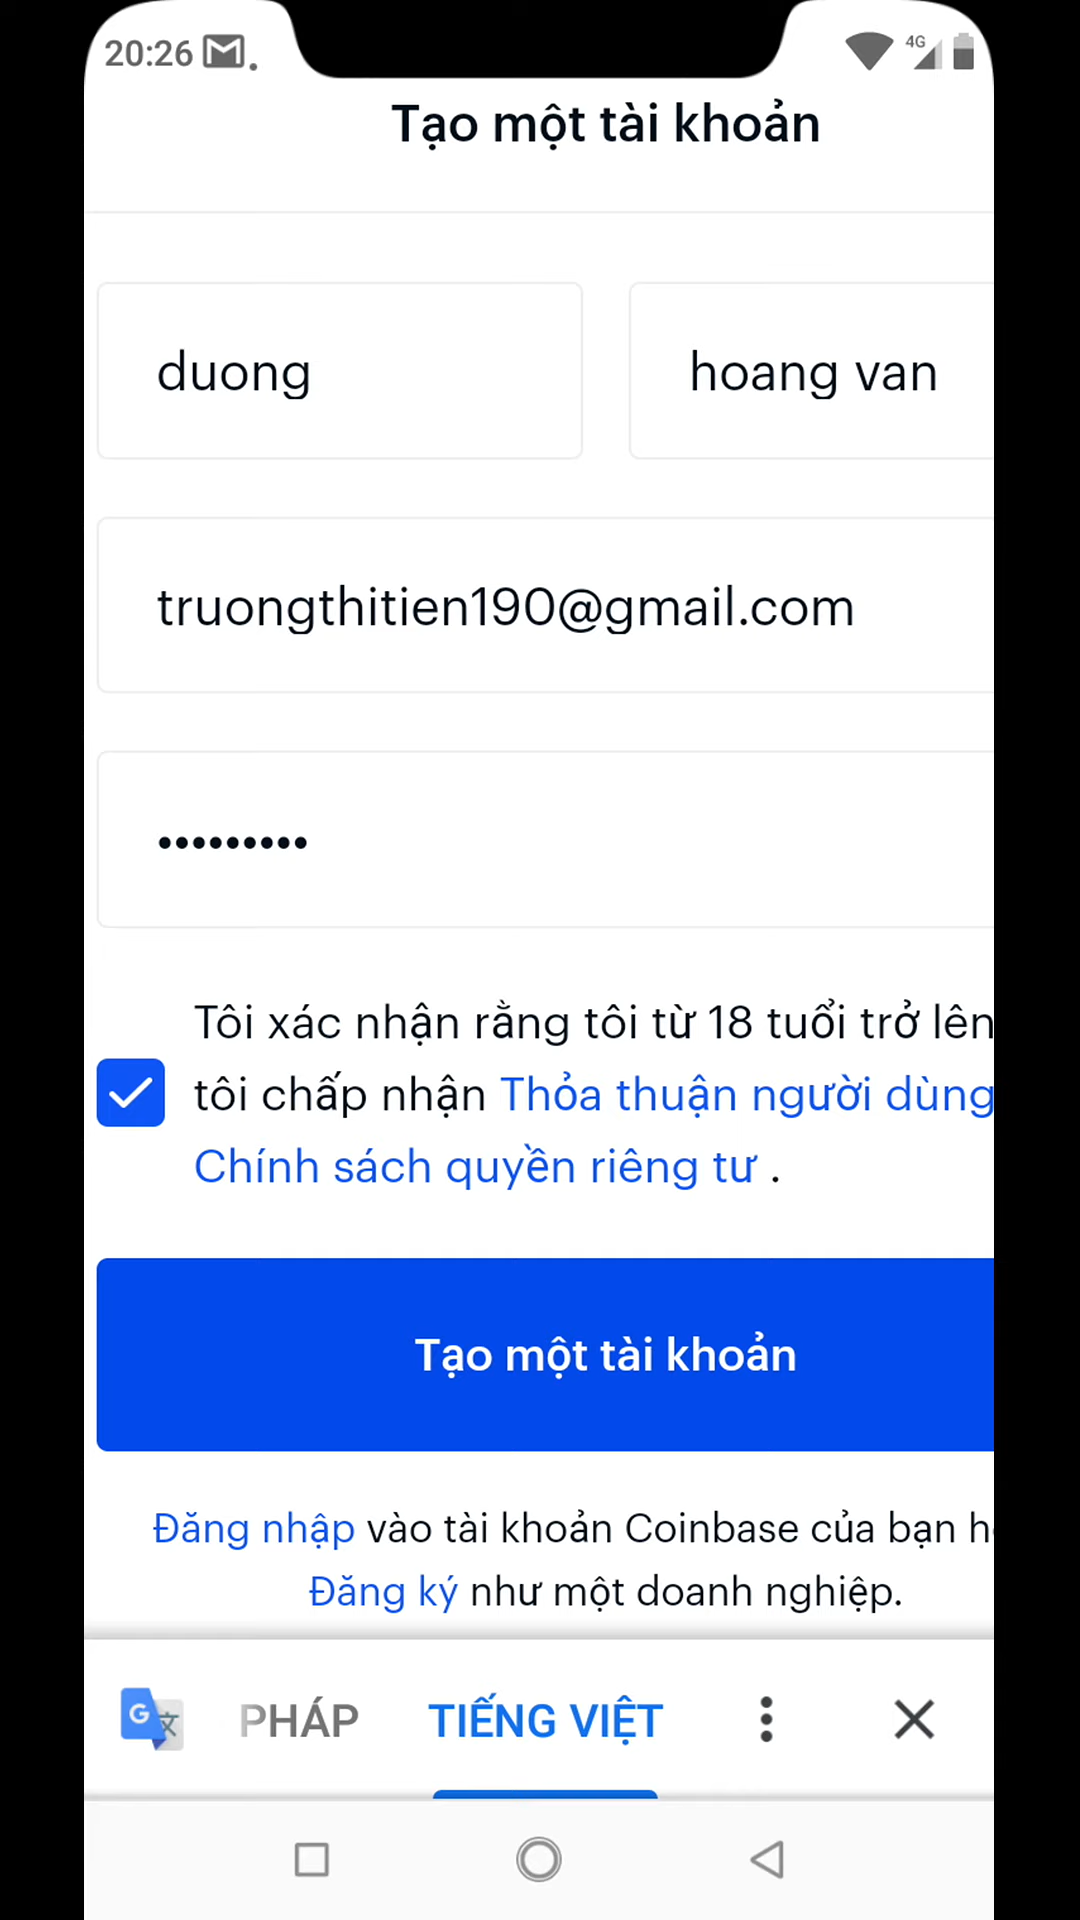 20:26
4G
Tạo một tài khoản
duong
hoang van
truongthitien190@gmail.com
•••••••••
Tôi xác nhận rằng tôi từ 18 tuổi trở lên
tôi chấp nhận Thỏa thuận người dùng
Chính sách quyền riêng tư .
Tạo một tài khoản
Đăng nhập vào tài khoản Coinbase của bạn h
Đăng ký như một doanh nghiệp.
PHÁP TIẾNG VIỆT